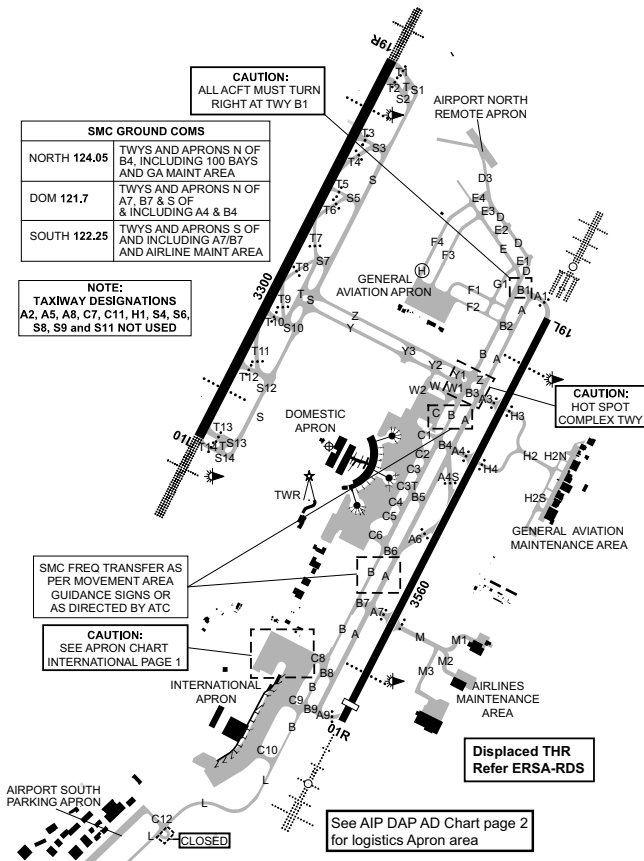 19R
CAUTION:
ALL ACFT MUST TURN
RIGHT AT TWY B1
T1
T2
T
S1
S2
AIRPORT NORTH
REMOTE APRON
SMC GROUND COMS
NORTH 124.05
TWYS AND APRONS N OF
B4, INCLUDING 100 BAYS
AND GA MAINT AREA
DOM 121.7
TWYS AND APRONS N OF
A7, B7 & S OF
& INCLUDING A4 & B4
SOUTH 122.25
TWYS AND APRONS S OF
AND INCLUDING A7/B7
AND AIRLINE MAINT AREA
T3
S3
T4
S
T5
S5
T6
T7
S7
T8
D3
E4
E3
D
E2
D
E
E1
D
F4
F3
H
G1
B1
A1
F1
F2
A
B2
19L
GENERAL
AVIATION APRON
NOTE:
TAXIWAY DESIGNATIONS
A2, A5, A8, C7, C11, H1, S4, S6,
S8, S9 and S11 NOT USED
3300
T9
T
S
T10
S10
Z
Y
Y3
Y2
Y1
Z
B
A
T11
T12
S12
S
W2
W
W1
B3
A3
C
B
A
H3
CAUTION:
HOT SPOT
COMPLEX TWY
DOMESTIC
APRON
T13
01L
T14
T
S13
S14
TWR
C1
C2
C3
C3T
C4
C5
C6
B4
A4
A4S
B5
A6
B6
H4
H2
H2N
H2S
GENERAL AVIATION
MAINTENANCE AREA
SMC FREQ TRANSFER AS
PER MOVEMENT AREA
GUIDANCE SIGNS OR
AS DIRECTED BY ATC
B
A
3560
B7
A7
B
A
M
M1
M2
M3
CAUTION:
SEE APRON CHART
INTERNATIONAL PAGE 1
C8
B8
B
INTERNATIONAL
APRON
AIRLINES
MAINTENANCE
AREA
C9
B9
A9
01R
B
C10
Displaced THR
Refer ERSA-RDS
L
L
AIRPORT SOUTH
PARKING APRON
C12
L
CLOSED
See AIP DAP AD Chart page 2
for logistics Apron area